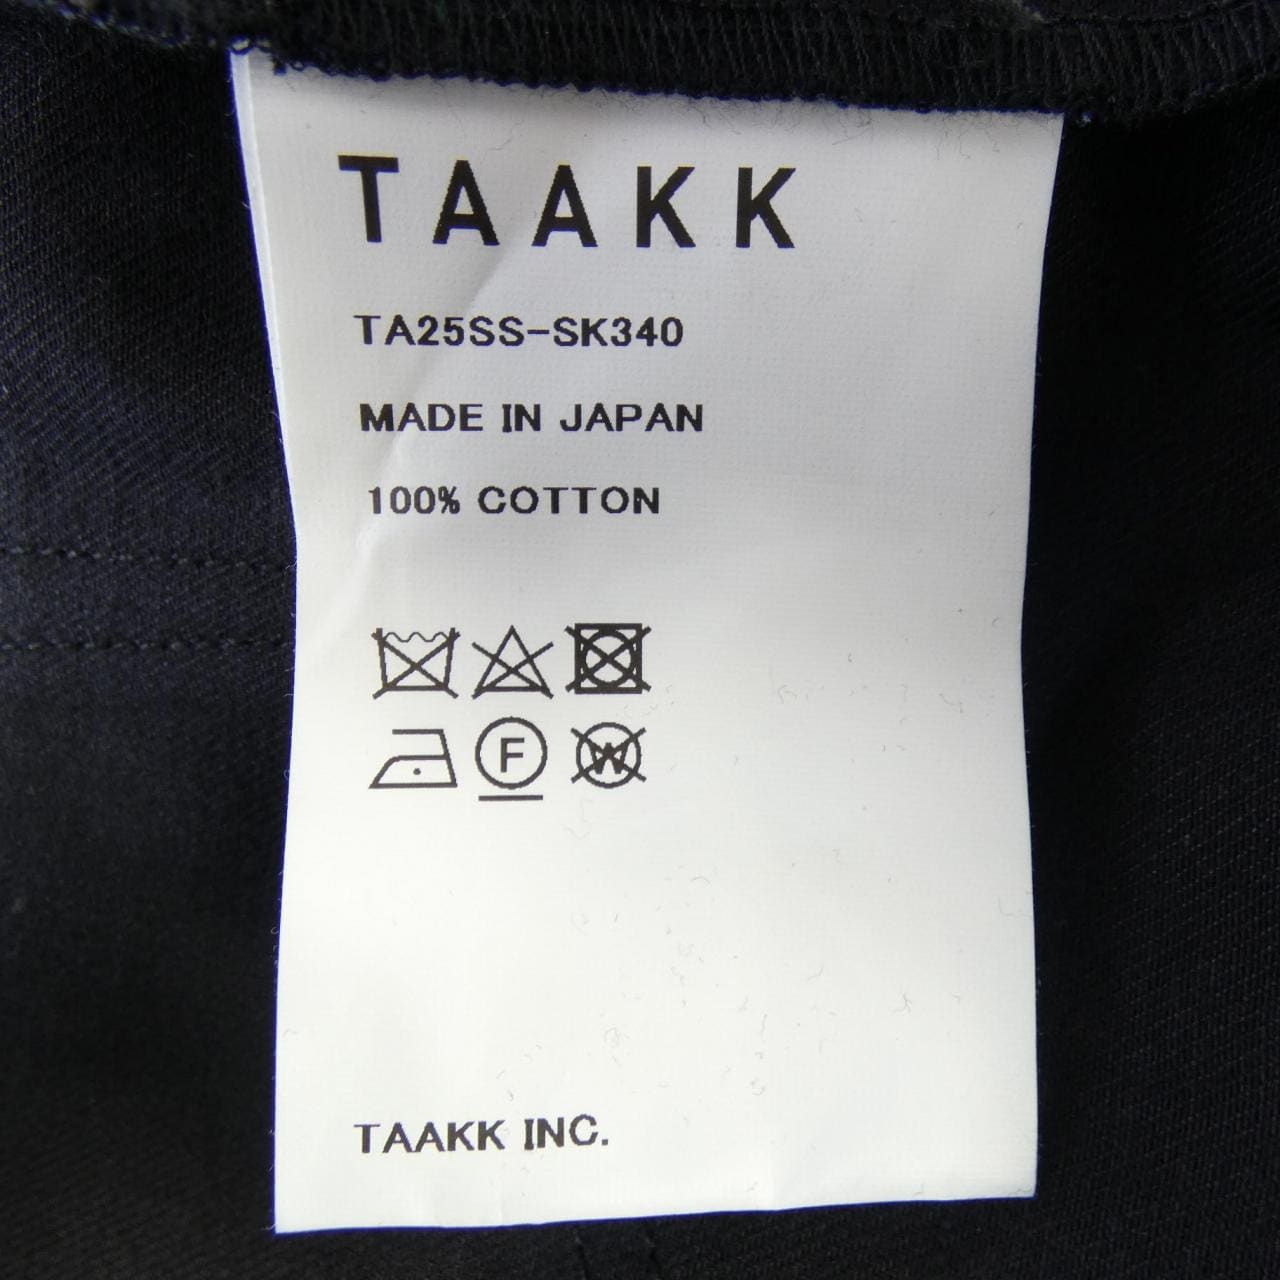 TAAKK
TA25SS-SK340
MADE IN JAPAN
100% COTTON
F W
TAAKK INC.